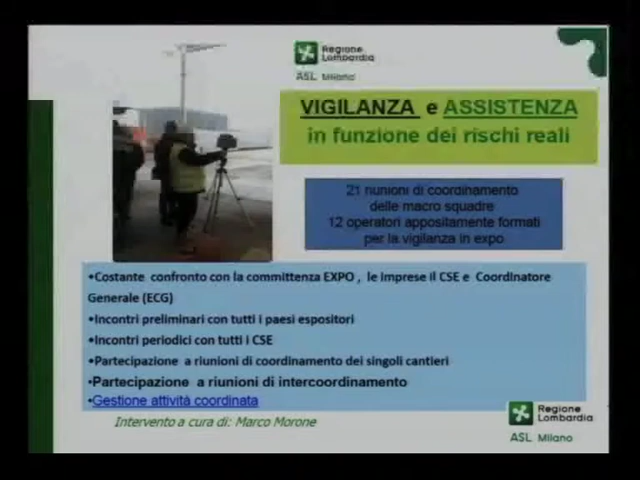 Regione
Lombardia
ASL Milano
VIGILANZA e ASSISTENZA
in funzione dei rischi reali
21 riunioni di coordinamento
delle macro squadre
12 operatori appositamente formati
per la vigilanza in expo
•Costante confronto con la committenza EXPO , le imprese il CSE e Coordinatore
Generale (ECG)
•Incontri preliminari con tutti i paesi espositori
•Incontri periodici con tutti i CSE
•Partecipazione a riunioni di coordinamento dei singoli cantieri
•Partecipazione a riunioni di intercoordinamento
•Gestione attività coordinata
Intervento a cura di: Marco Morone
Regione
Lombardia
ASL Milano